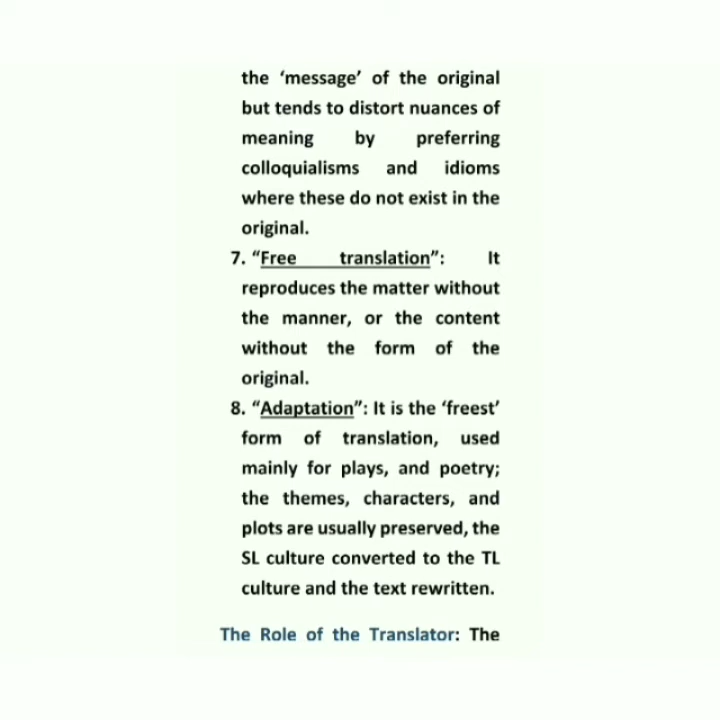 the ‘message’ of the original
but tends to distort nuances of
meaning by preferring
colloquialisms and idioms
where these do not exist in the
original.
7. “Free translation”: It
reproduces the matter without
the manner, or the content
without the form of the
original.
8. “Adaptation”: It is the ‘freest’
form of translation, used
mainly for plays, and poetry;
the themes, characters, and
plots are usually preserved, the
SL culture converted to the TL
culture and the text rewritten.
The Role of the Translator: The